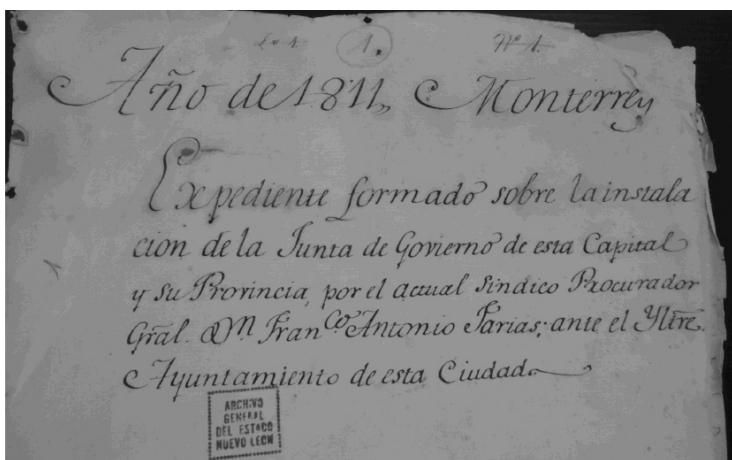 1. Nº 1.
Año de 1811,, Monterrey
Expediente formado sobre la instala
cion de la Junta de Govierno de esta Capital
y su Provincia, por el actual Sindico Procurador
Gral. Dn. Franco Antonio Farias; ante el Yltre.
Ayuntamiento de esta Ciudad.
ARCHIVO
GENERAL
DEL ESTADO
NUEVO LEON